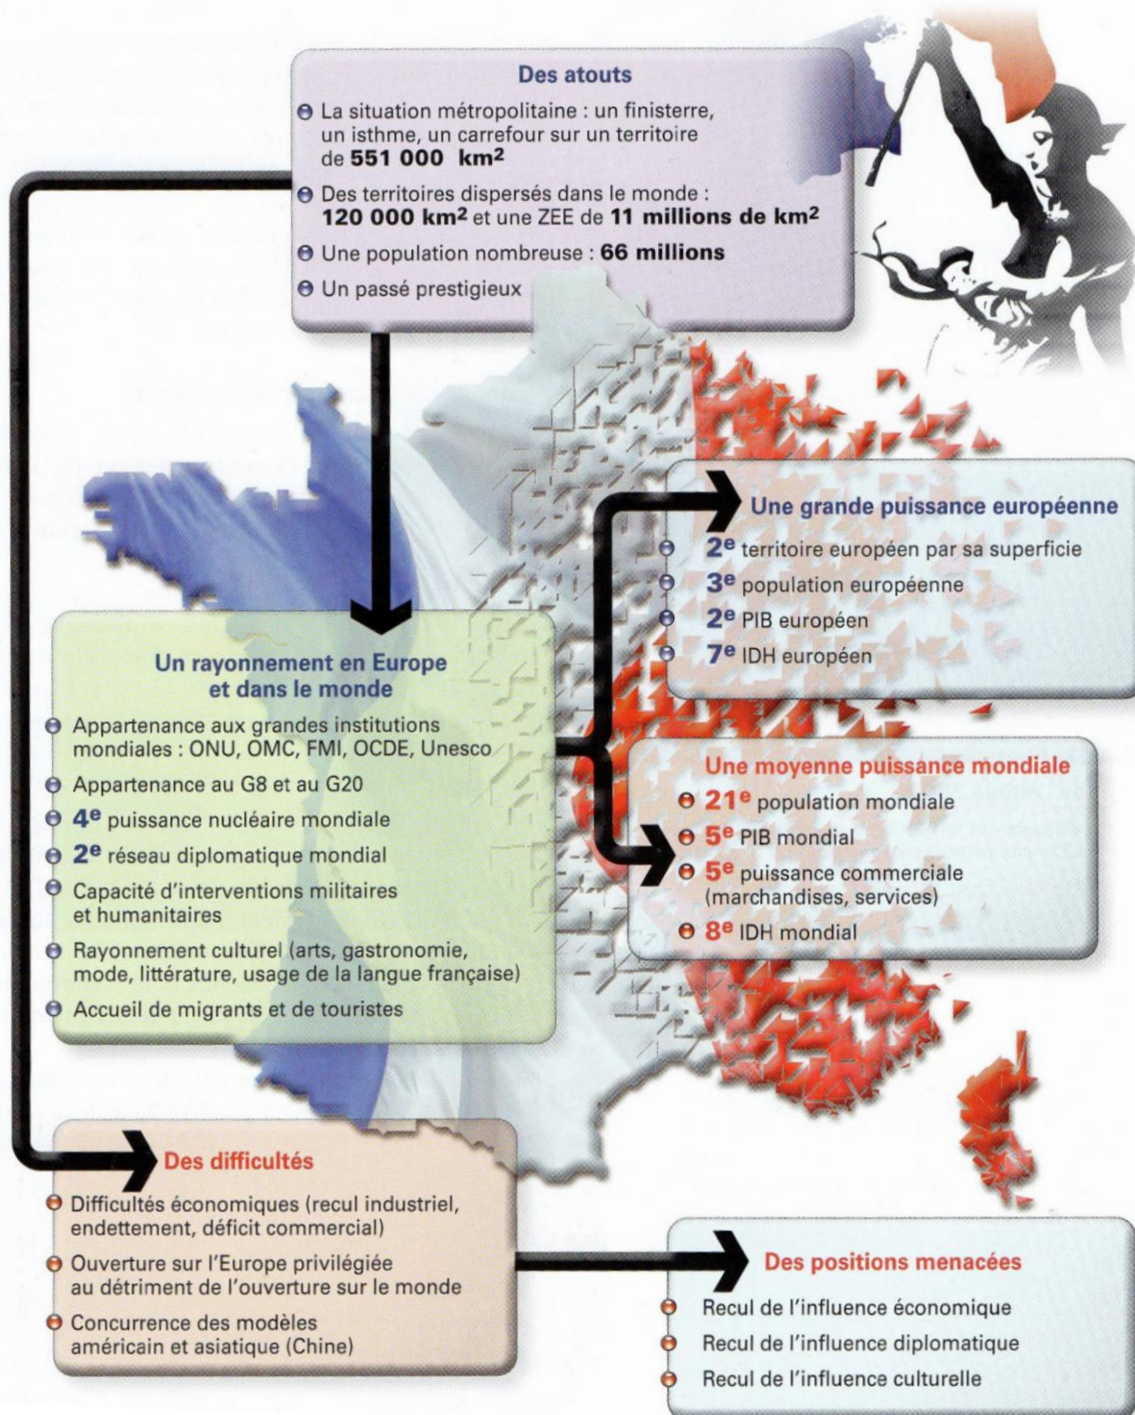 Des atouts
La situation métropolitaine : un finisterre,
un isthme, un carrefour sur un territoire
de 551 000 km²
Des territoires dispersés dans le monde :
120 000 km² et une ZEE de 11 millions de km²
Une population nombreuse : 66 millions
Un passé prestigieux
Une grande puissance européenne
2e territoire européen par sa superficie
3e population européenne
2e PIB européen
7e IDH européen
Un rayonnement en Europe
et dans le monde
Appartenance aux grandes institutions
mondiales : ONU, OMC, FMI, OCDE, Unesco
Appartenance au G8 et au G20
4e puissance nucléaire mondiale
2e réseau diplomatique mondial
Capacité d'interventions militaires
et humanitaires
Rayonnement culturel (arts, gastronomie,
mode, littérature, usage de la langue française)
Accueil de migrants et de touristes
Une moyenne puissance mondiale
21e population mondiale
5e PIB mondial
5e puissance commerciale
(marchandises, services)
8e IDH mondial
Des difficultés
Difficultés économiques (recul industriel,
endettement, déficit commercial)
Ouverture sur l'Europe privilégiée
au détriment de l'ouverture sur le monde
Concurrence des modèles
américain et asiatique (Chine)
Des positions menacées
Recul de l'influence économique
Recul de l'influence diplomatique
Recul de l'influence culturelle